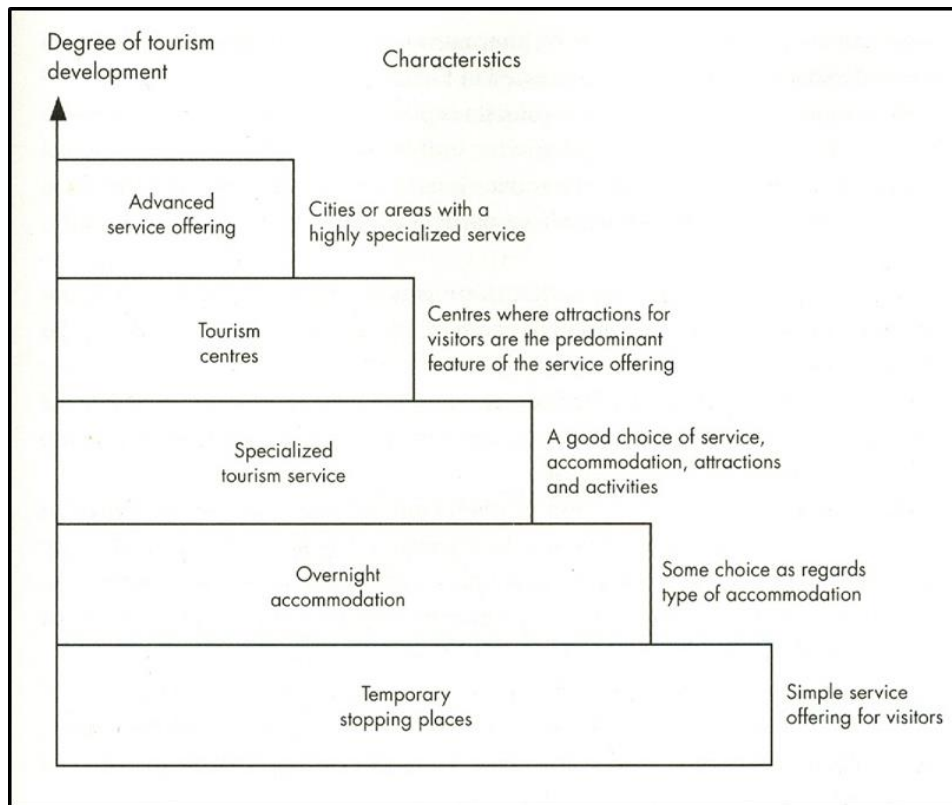 Degree of tourism
development
Characteristics
Advanced
service offering
Cities or areas with a
highly specialized service
Tourism
centres
Centres where attractions for
visitors are the predominant
feature of the service offering
Specialized
tourism service
A good choice of service,
accommodation, attractions
and activities
Overnight
accommodation
Some choice as regards
type of accommodation
Temporary
stopping places
Simple service
offering for visitors